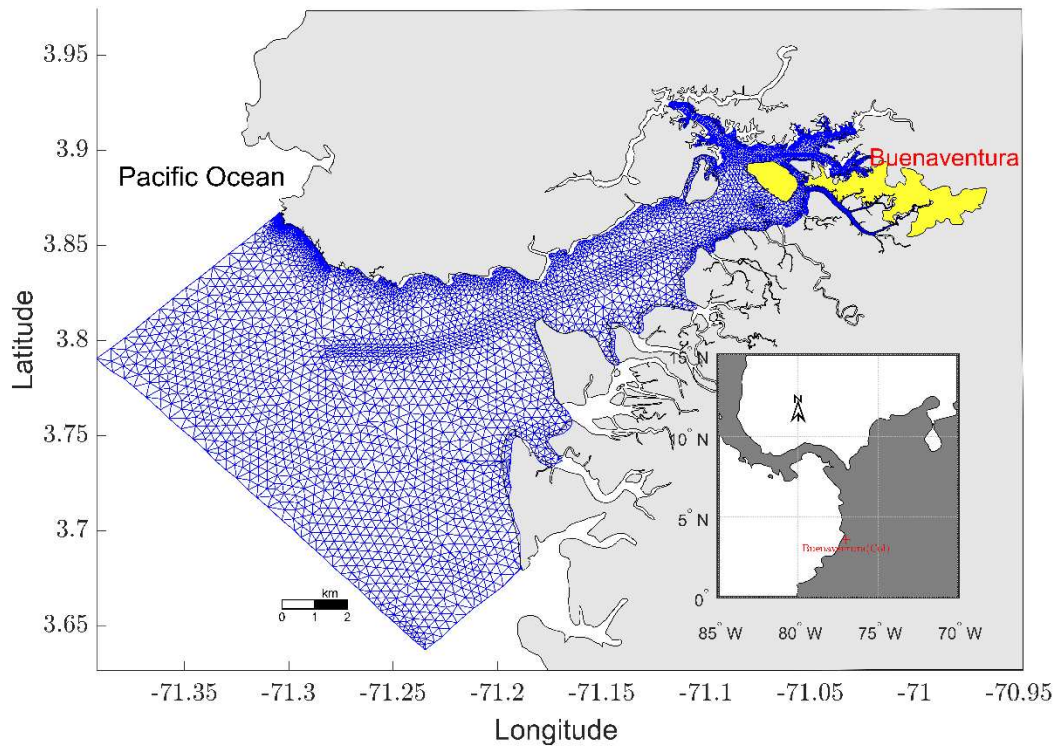 3.95
3.9
3.85
3.8
3.75
3.7
3.65
Latitude
Pacific Ocean
Buenaventura
km
0 1 2
15° N
10° N
5° N
0°
N
Buenaventura(Col)
85° W 80° W 75° W 70° W
-71.35 -71.3 -71.25 -71.2 -71.15 -71.1 -71.05 -71 -70.95
Longitude